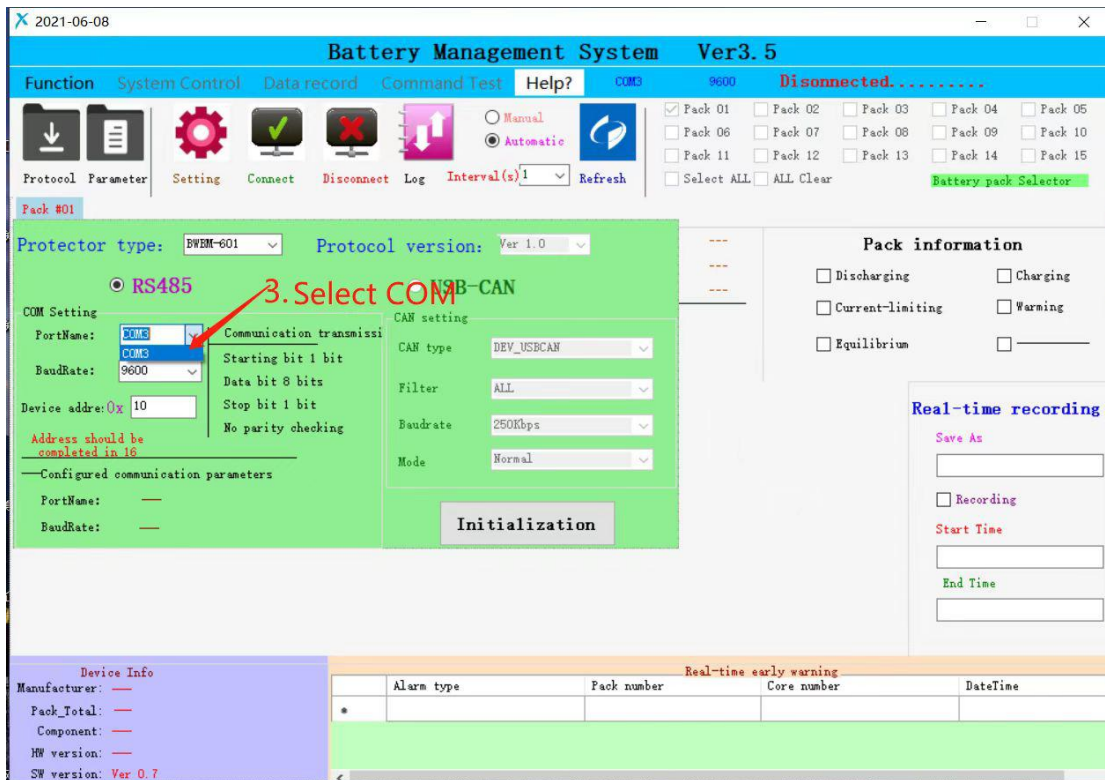 2021-06-08
Battery Management System Ver3.5
Function System Control Data record Command Test Help? COM3 9600 Disonnected..........
Protocol Parameter Setting Connect Disconnect Log
Manual
Automatic
Interval(s) 1
Refresh
Pack 01 Pack 02 Pack 03 Pack 04 Pack 05
Pack 06 Pack 07 Pack 08 Pack 09 Pack 10
Pack 11 Pack 12 Pack 13 Pack 14 Pack 15
Select ALL ALL Clear Battery pack Selector
Pack #01
Protector type: BWBM-601 Protocol version: Ver 1.0
RS485 USB-CAN
3. Select COM
COM Setting
PortName: COM3
COM3
BaudRate: 9600
Device addre:0x 10
Address should be
completed in 16
Communication transmissi
Starting bit 1 bit
Data bit 8 bits
Stop bit 1 bit
No parity checking
Configured communication parameters
PortName: —
BaudRate: —
CAN setting
CAN type DEV_USBCAN
Filter ALL
Baudrate 250Kbps
Mode Normal
Initialization
---
---
---
Pack information
Discharging Charging
Current-limiting Warming
Equilibrium
Real-time recording
Save As
Recording
Start Time
End Time
Device Info
Manufacturer: —
Pack_Total: —
Component: —
HW version: —
SW version: Ver 0.7
Real-time early warning
Alarm type Pack number Core number DateTime